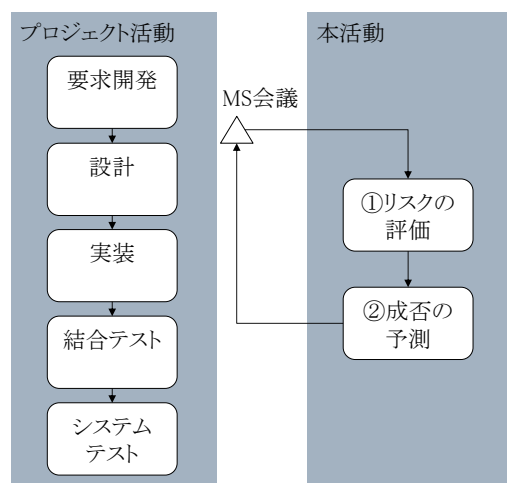 プロジェクト活動
要求開発
設計
実装
結合テスト
システム
テスト
MS会議
本活動
①リスクの
評価
②成否の
予測